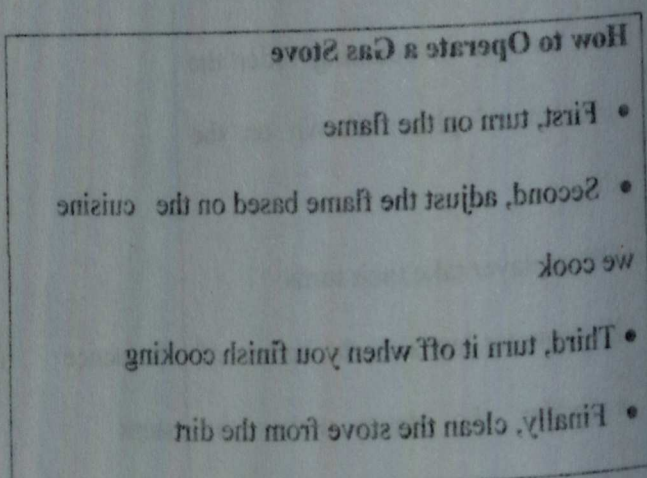 How to Operate a Gas Stove
• First, turn on the flame
• Second, adjust the flame based on the cuisine
we cook
• Third, turn it off when you finish cooking
• Finally, clean the stove from the dirt